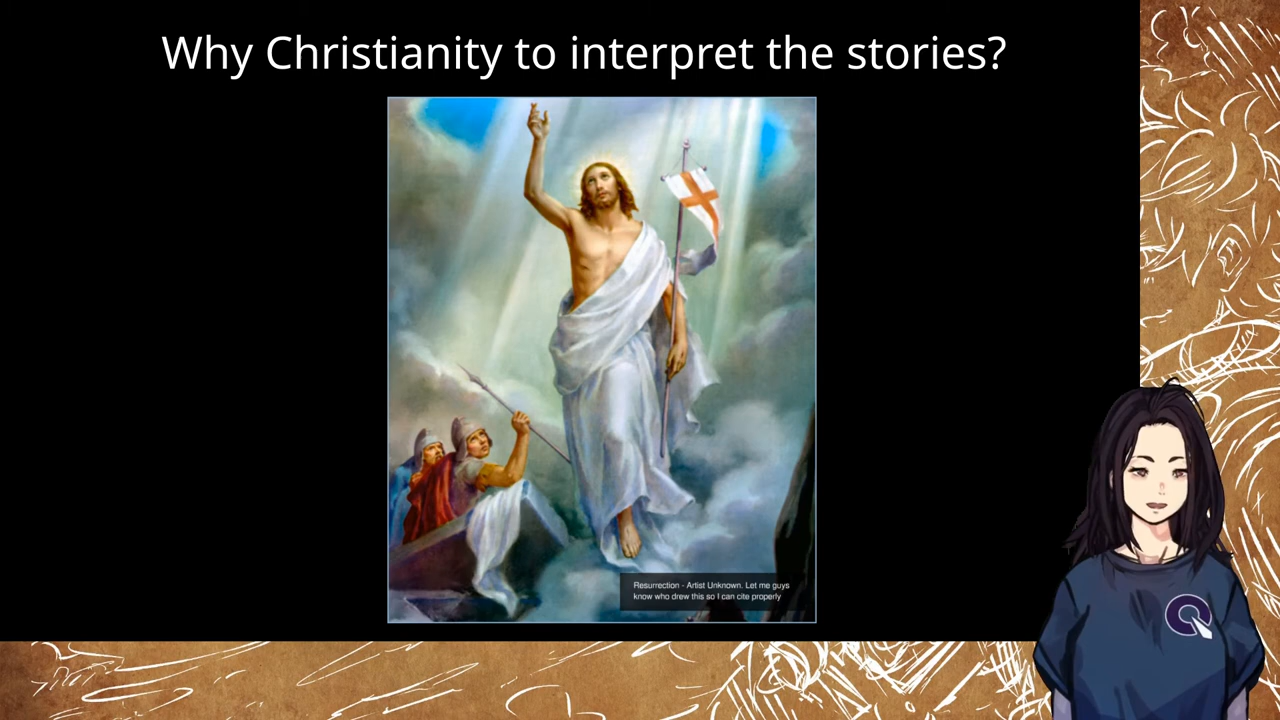 Why Christianity to interpret the stories?
Resurrection - Artist Unknown. Let me guys
know who drew this so I can cite properly